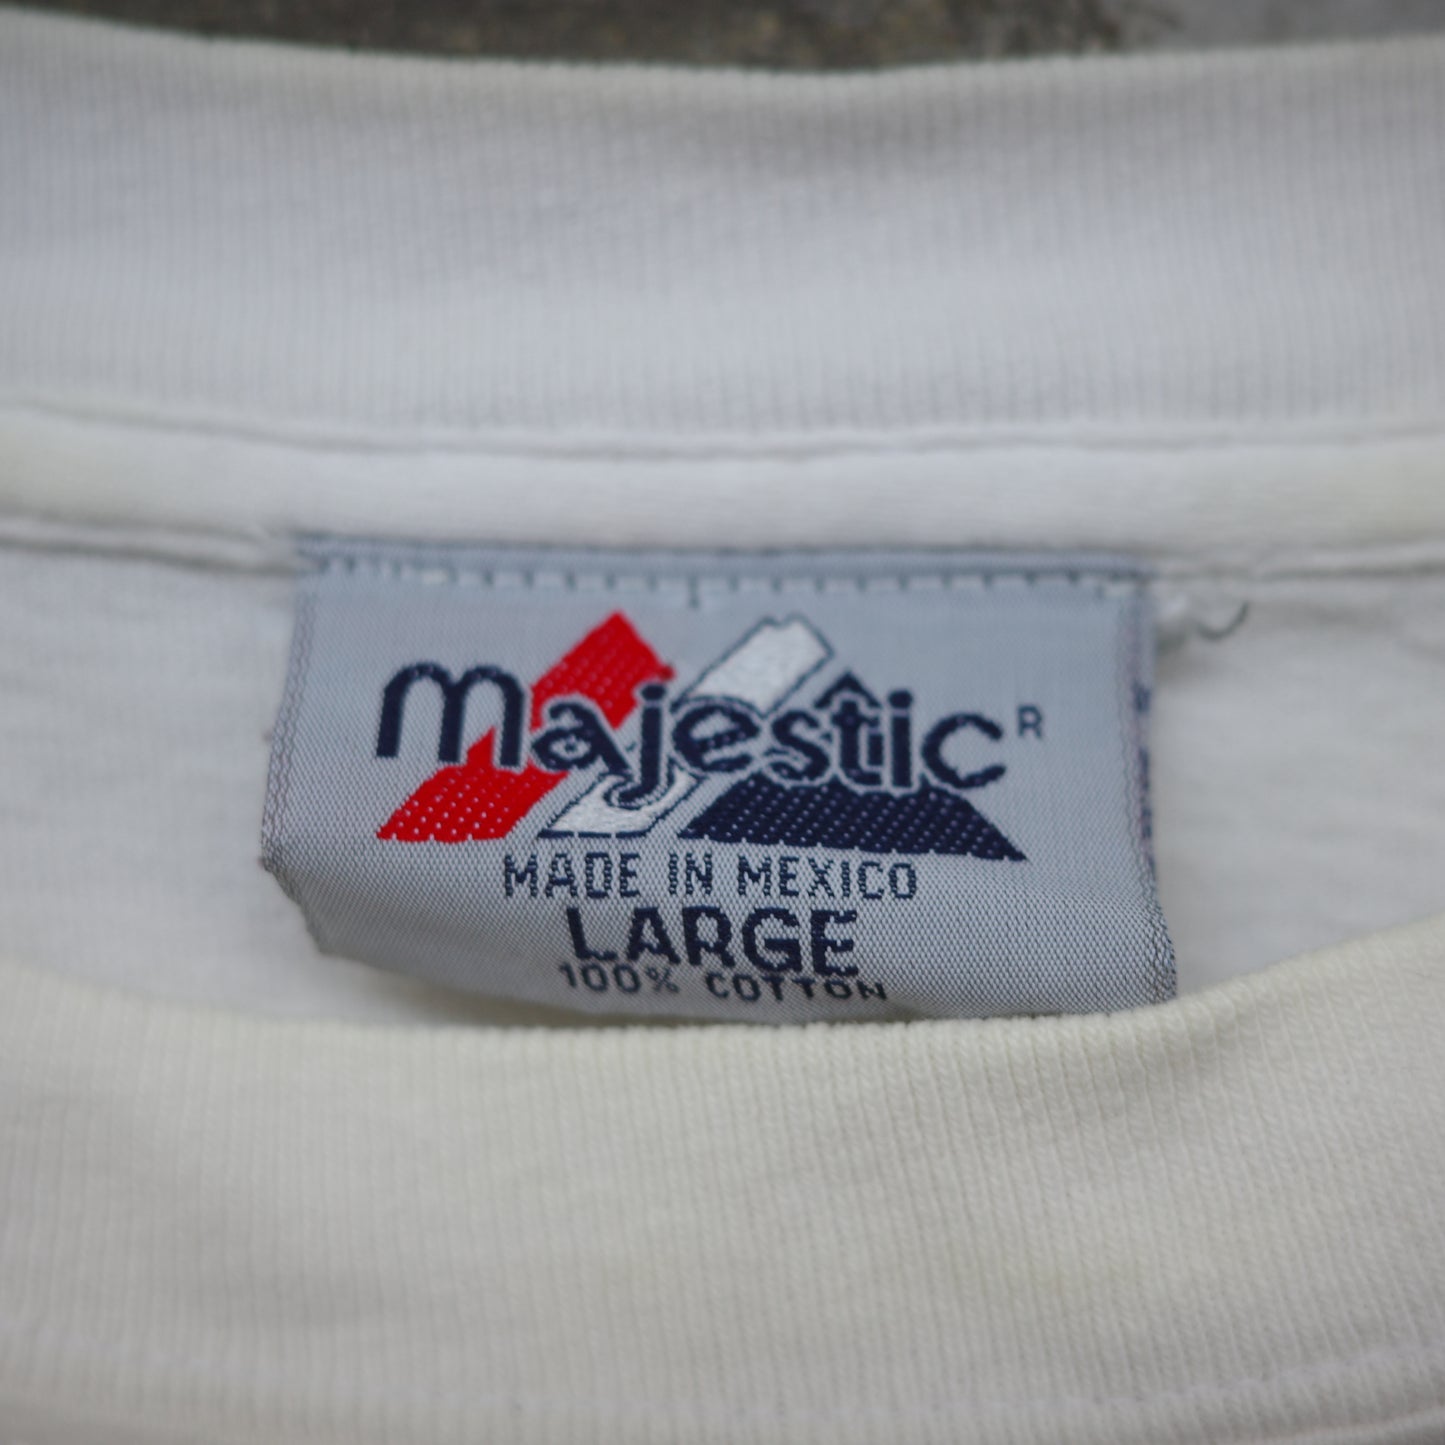 majestic R
MADE IN MEXICO
LARGE
100% COTTON